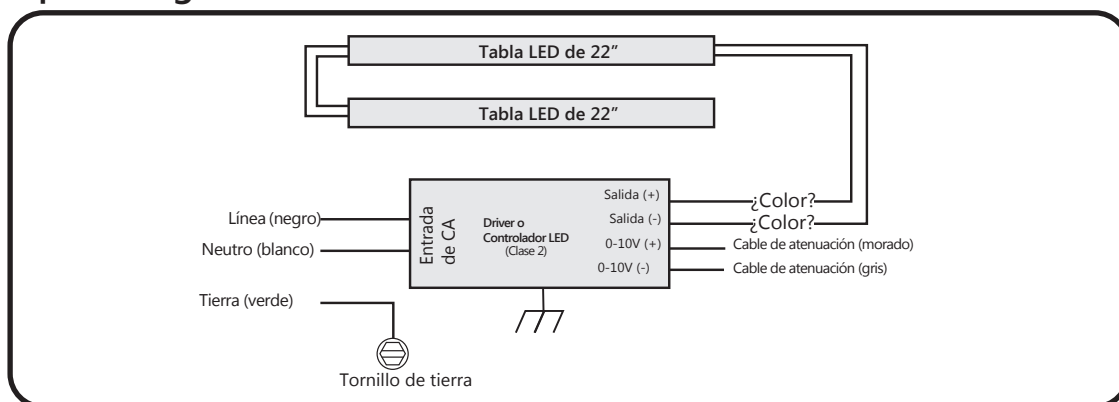 Tabla LED de 22”
Tabla LED de 22”
Entrada
de CA
Driver o
Controlador LED
(Clase 2)
Salida (+)
Salida (-)
0-10V (+)
0-10V (-)
¿Color?
¿Color?
Cable de atenuación (morado)
Cable de atenuación (gris)
Línea (negro)
Neutro (blanco)
Tierra (verde)
Tornillo de tierra